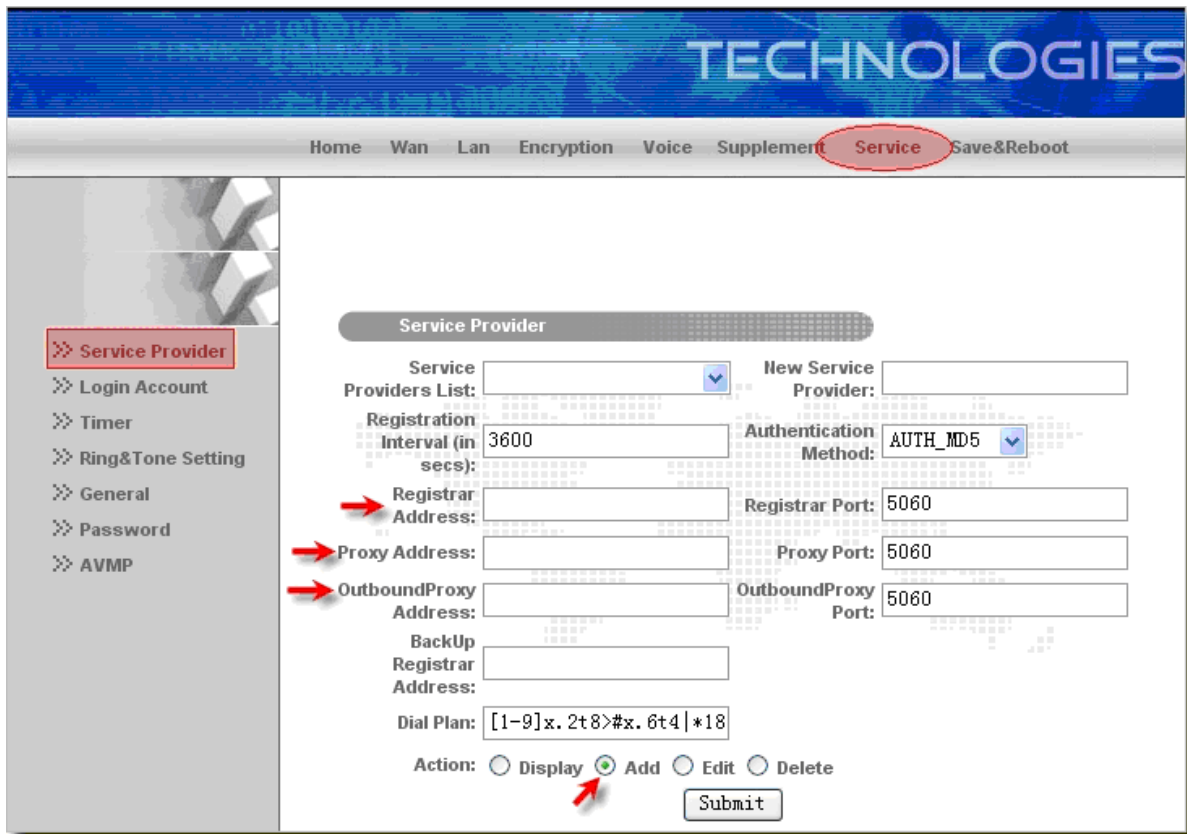 TECHNOLOGIES
Home Wan Lan Encryption Voice Supplement Service Save&Reboot
>> Service Provider
>> Login Account
>> Timer
>> Ring&Tone Setting
>> General
>> Password
>> AVMP
Service Provider
Service
Providers List:
New Service
Provider:
Registration
Interval (in
secs):
3600
Authentication
Method:
AUTH_MD5
Registrar
Address:
Registrar Port: 5060
Proxy Address:
Proxy Port: 5060
OutboundProxy
Address:
OutboundProxy
Port:
5060
BackUp
Registrar
Address:
Dial Plan: [1-9]x.2t8>#x.6t4|*18
Action: Display Add Edit Delete
Submit